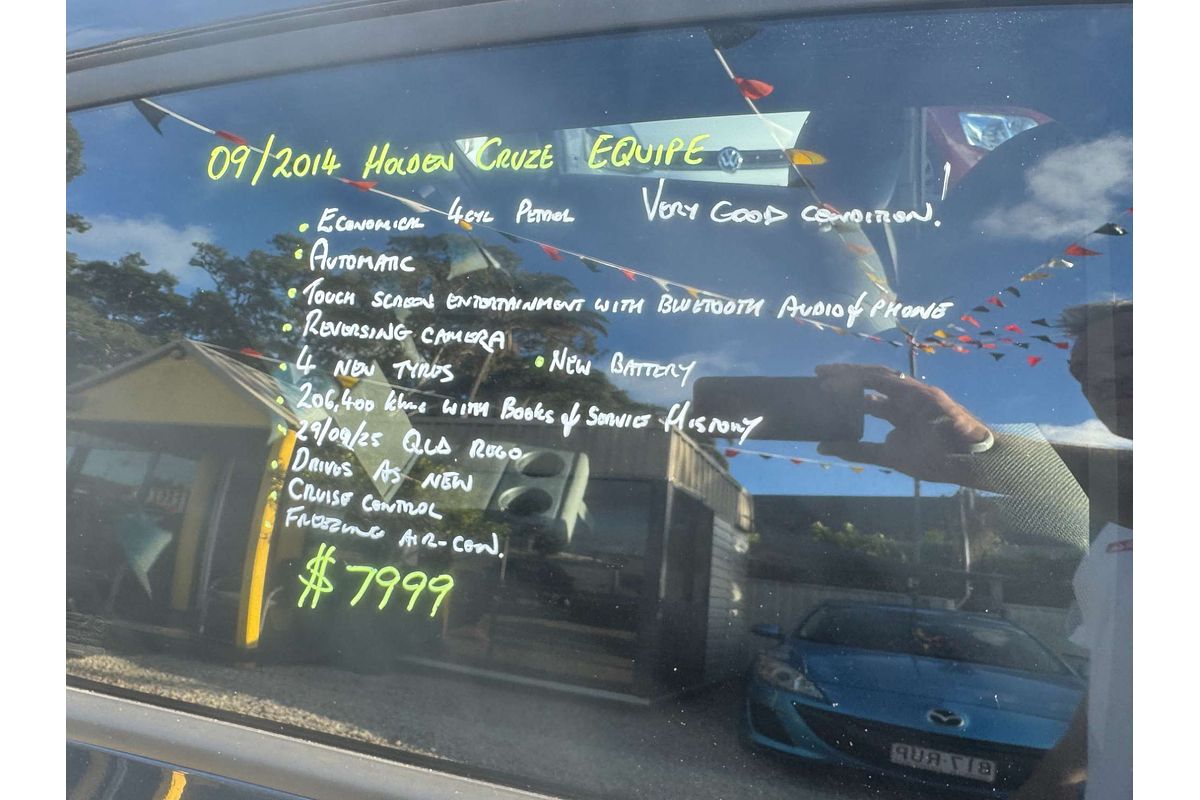 09/2014 HOLDEN CRUZE EQUIPE
• ECONOMICAL 4CYL PETROL VERY GOOD CONDITION!
• AUTOMATIC
• TOUCH SCREEN ENTERTAINMENT WITH BLUETOOTH AUDIO & PHONE
• REVERSING CAMERA
• 4 NEW TYRES • NEW BATTERY
• 206,400 kms WITH BOOKS & SERVICE HISTORY
• 29/09/25 QLD REGO
• DRIVES AS NEW
• CRUISE CONTROL
• FREEZING AIR-CON.
$7999
817 RUP